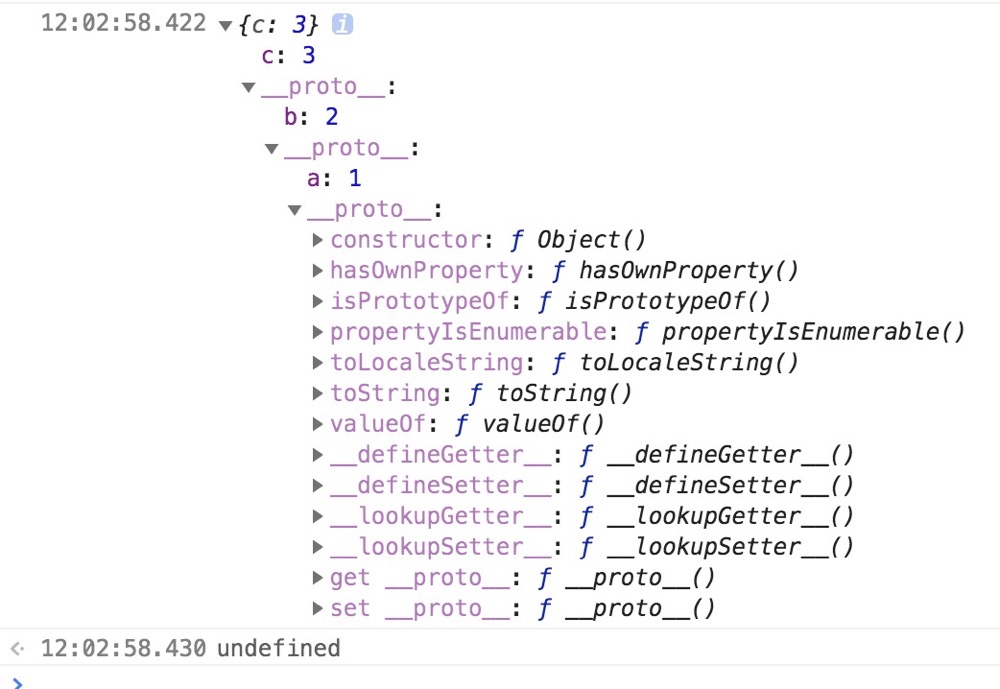 12:02:58.422 ▼{c: 3} i
c: 3
▼__proto__:
b: 2
▼__proto__:
a: 1
▼__proto__:
▶constructor: ƒ Object()
▶hasOwnProperty: ƒ hasOwnProperty()
▶isPrototypeOf: ƒ isPrototypeOf()
▶propertyIsEnumerable: ƒ propertyIsEnumerable()
▶toLocaleString: ƒ toLocaleString()
▶toString: ƒ toString()
▶valueOf: ƒ valueOf()
▶__defineGetter__: ƒ __defineGetter__()
▶__defineSetter__: ƒ __defineSetter__()
▶__lookupGetter__: ƒ __lookupGetter__()
▶__lookupSetter__: ƒ __lookupSetter__()
▶get __proto__: ƒ __proto__()
▶set __proto__: ƒ __proto__()
12:02:58.430 undefined